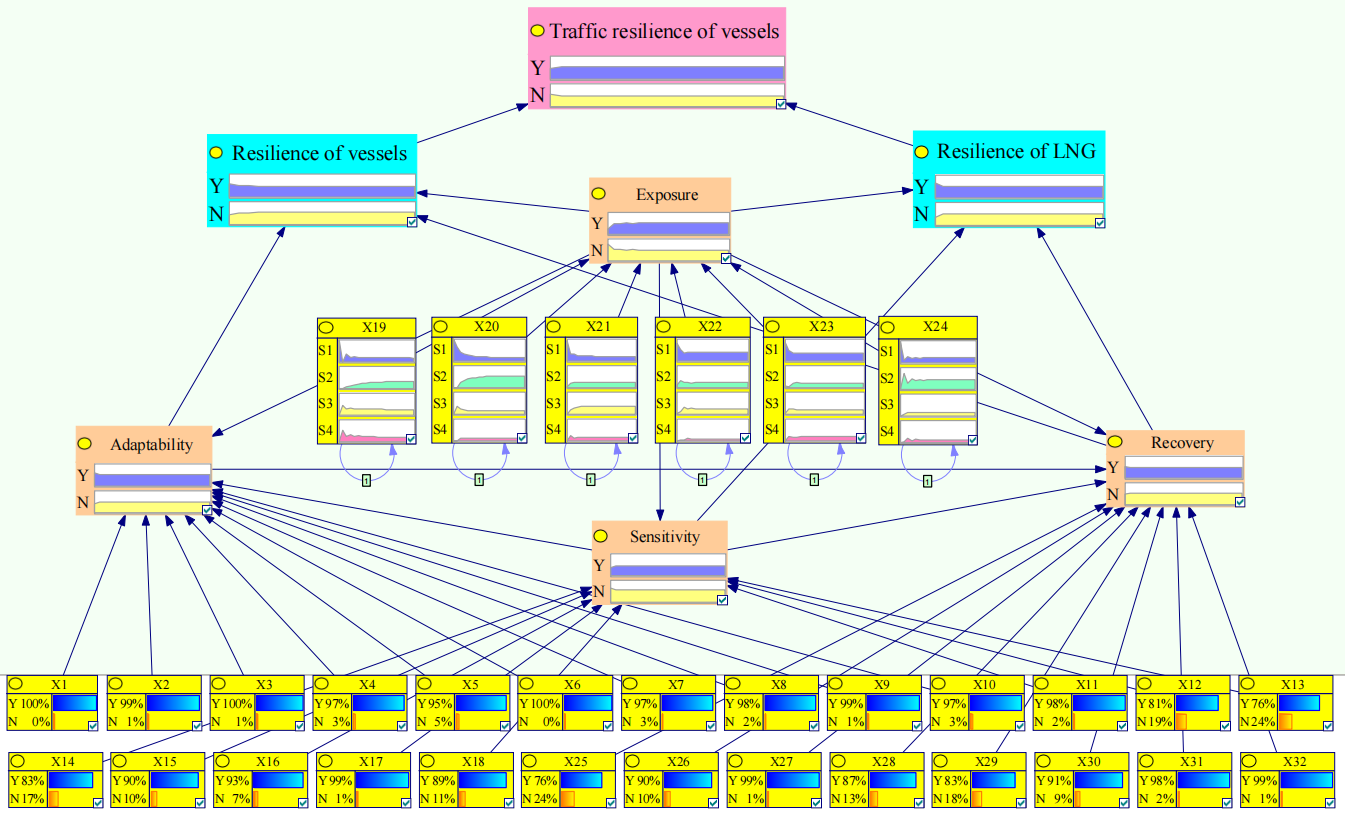 Traffic resilience of vessels
Y
N
Resilience of vessels
Y
N
Resilience of LNG
Y
N
Exposure
Y
N
X19
S1
S2
S3
S4
1
X20
S1
S2
S3
S4
1
X21
S1
S2
S3
S4
1
X22
S1
S2
S3
S4
1
X23
S1
S2
S3
S4
1
X24
S1
S2
S3
S4
1
Adaptability
Y
N
Recovery
Y
N
Sensitivity
Y
N
X1
Y 100%
N 0%
X2
Y 99%
N 1%
X3
Y 100%
N 1%
X4
Y 97%
N 3%
X5
Y 95%
N 5%
X6
Y 100%
N 0%
X7
Y 97%
N 3%
X8
Y 98%
N 2%
X9
Y 99%
N 1%
X10
Y 97%
N 3%
X11
Y 98%
N 2%
X12
Y 81%
N 19%
X13
Y 76%
N 24%
X14
Y 83%
N 17%
X15
Y 90%
N 10%
X16
Y 93%
N 7%
X17
Y 99%
N 1%
X18
Y 89%
N 11%
X25
Y 76%
N 24%
X26
Y 90%
N 10%
X27
Y 99%
N 1%
X28
Y 87%
N 13%
X29
Y 83%
N 18%
X30
Y 91%
N 9%
X31
Y 98%
N 2%
X32
Y 99%
N 1%